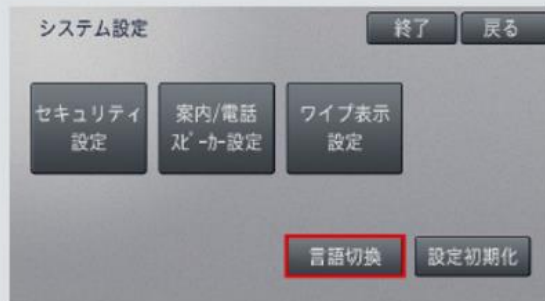 システム設定
終了
戻る
セキュリティ
設定
案内/電話
ｽﾋﾟｰｶｰ設定
ワイプ表示
設定
言語切換
設定初期化